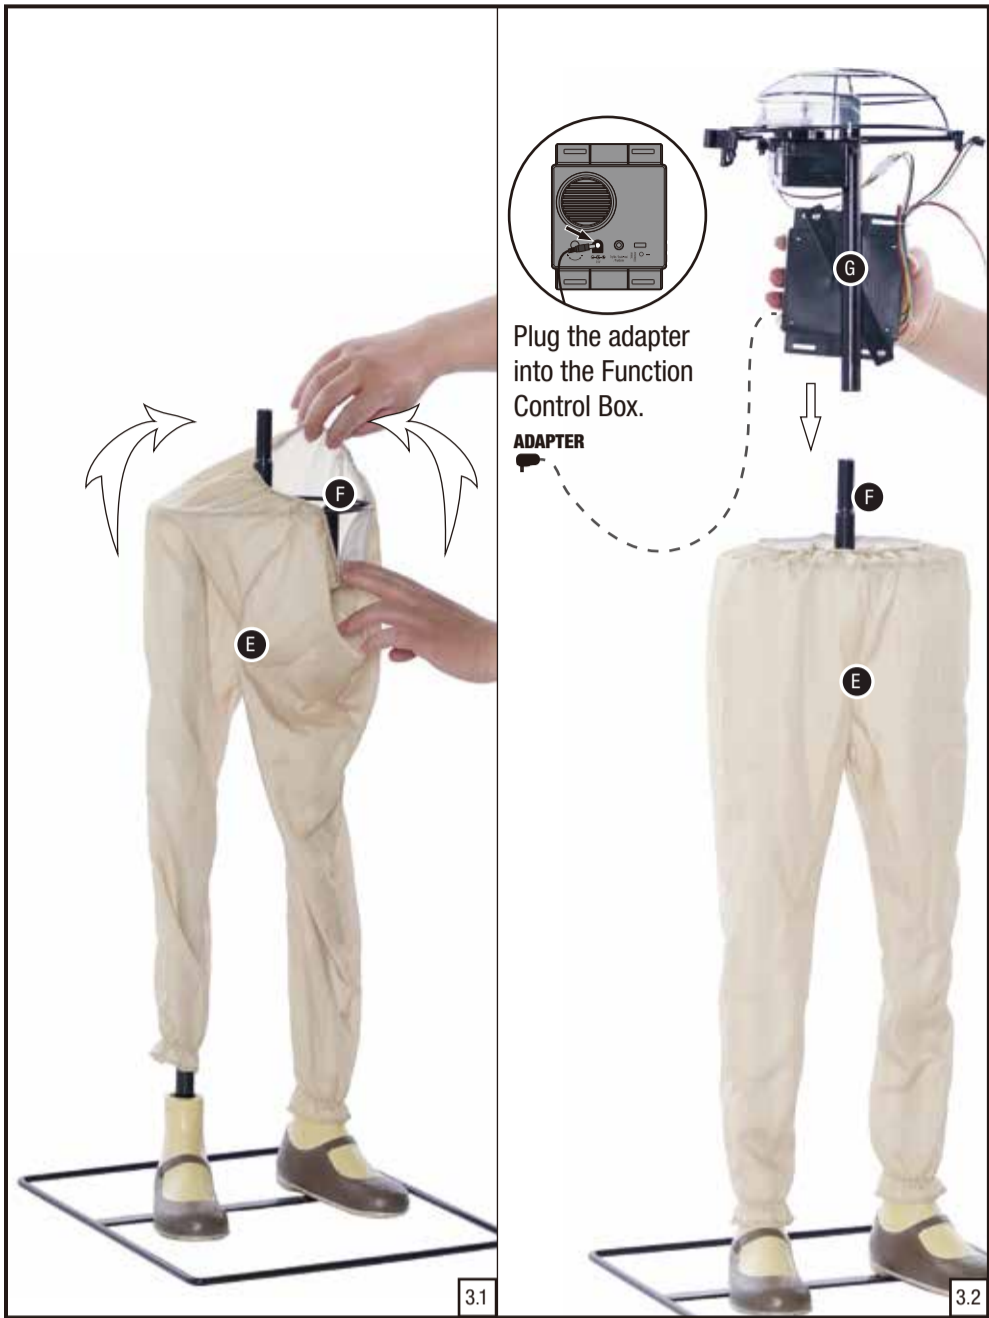 F
E
3.1
G
Plug the adapter
into the Function
Control Box.
ADAPTER
F
E
3.2